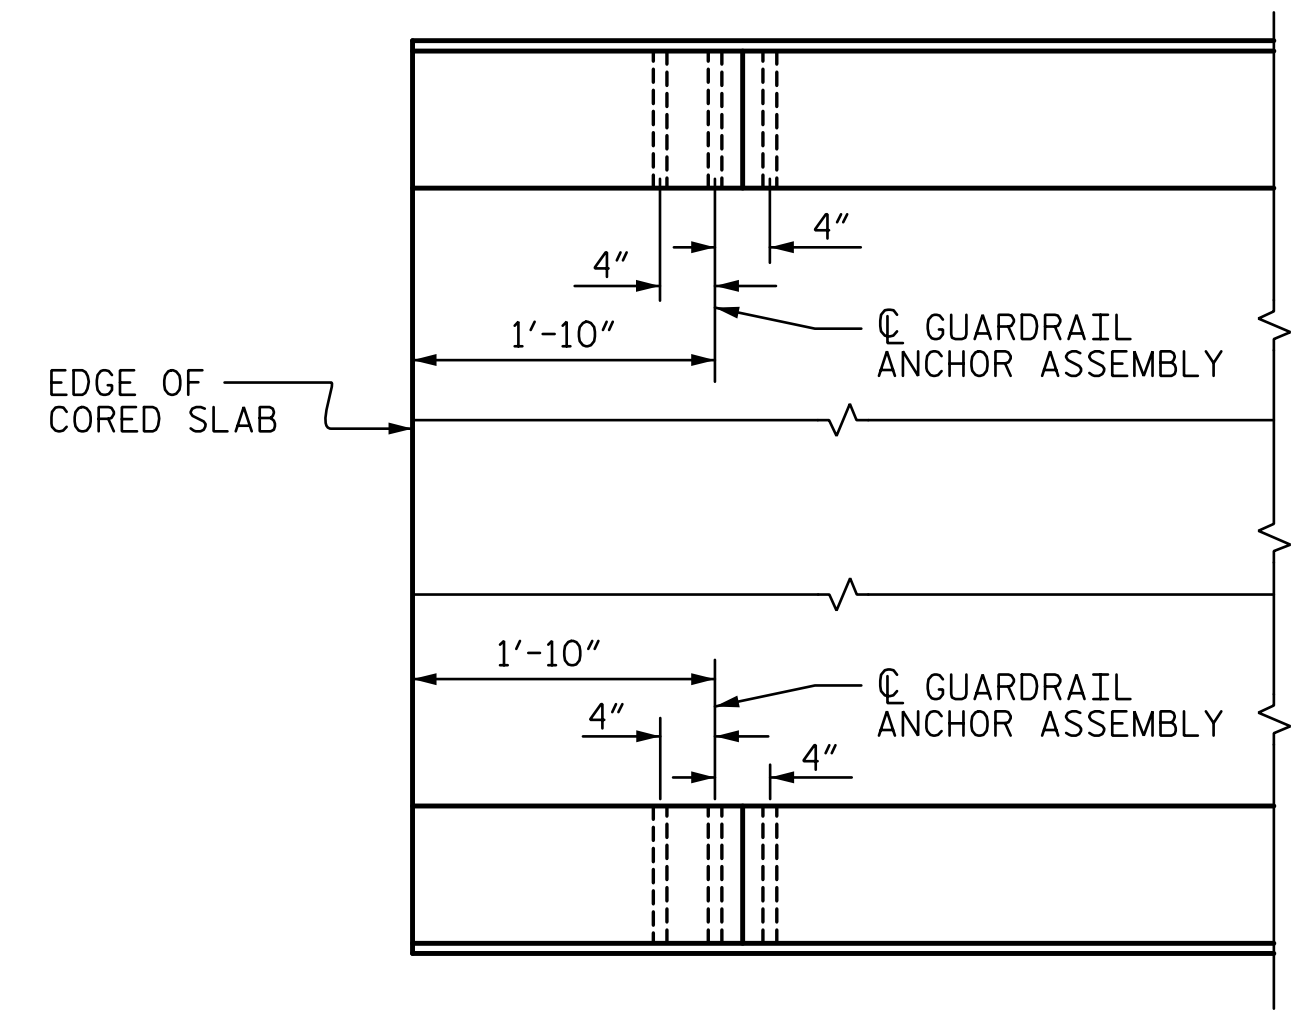 4"
4"
1'-10"
℄ GUARDRAIL
ANCHOR ASSEMBLY
EDGE OF
CORED SLAB
1'-10"
℄ GUARDRAIL
ANCHOR ASSEMBLY
4"
4"